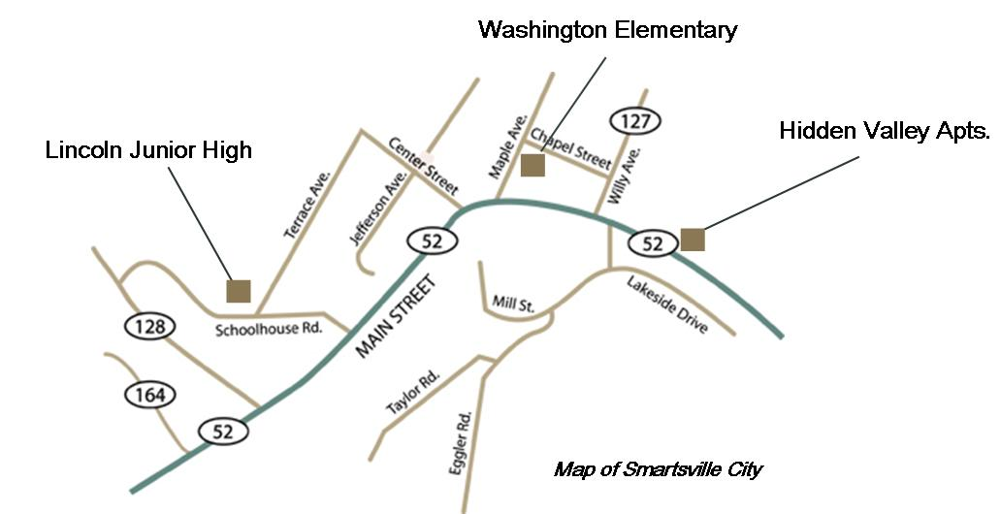 Washington Elementary
127
Hidden Valley Apts.
Lincoln Junior High
Maple Ave.
Chapel Street
Center Street
Willy Ave.
Terrace Ave.
Jefferson Ave.
52
52
MAIN STREET
Mill St.
Lakeside Drive
128
Schoolhouse Rd.
164
Taylor Rd.
52
Eggler Rd.
Map of Smartsville City